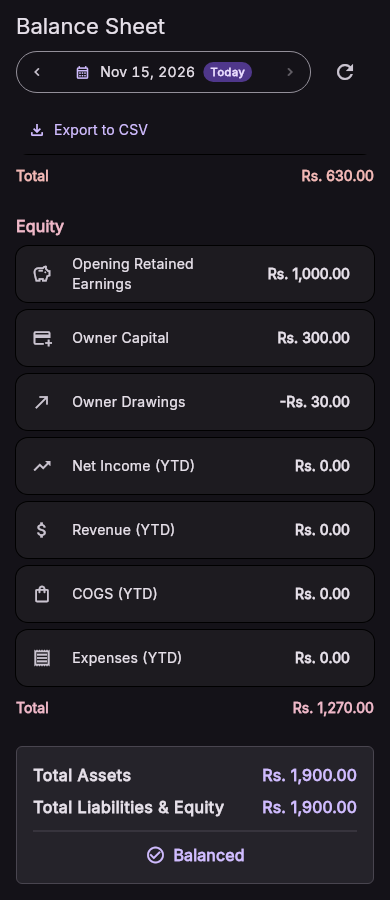 Balance Sheet
Nov 15, 2026 Today
Export to CSV
Total Rs. 630.00
Equity
Opening Retained
Earnings Rs. 1,000.00
Owner Capital Rs. 300.00
Owner Drawings -Rs. 30.00
Net Income (YTD) Rs. 0.00
Revenue (YTD) Rs. 0.00
COGS (YTD) Rs. 0.00
Expenses (YTD) Rs. 0.00
Total Rs. 1,270.00
Total Assets Rs. 1,900.00
Total Liabilities & Equity Rs. 1,900.00
Balanced